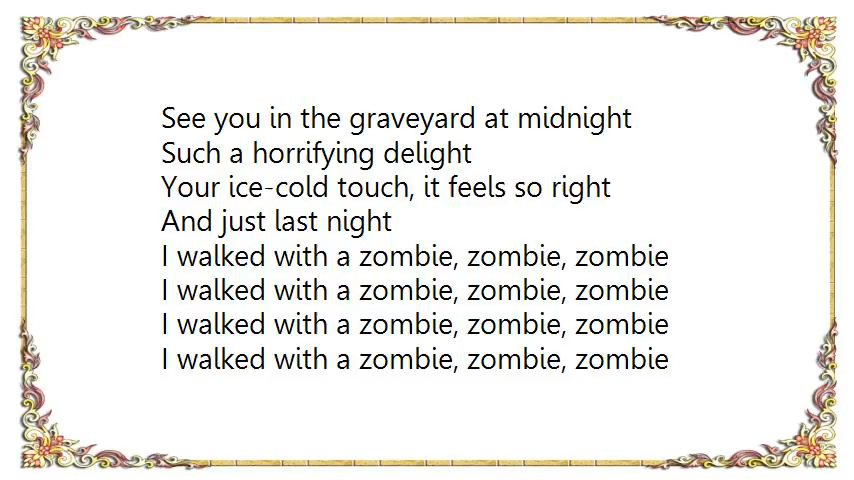 See you in the graveyard at midnight
Such a horrifying delight
Your ice-cold touch, it feels so right
And just last night
I walked with a zombie, zombie, zombie
I walked with a zombie, zombie, zombie
I walked with a zombie, zombie, zombie
I walked with a zombie, zombie, zombie